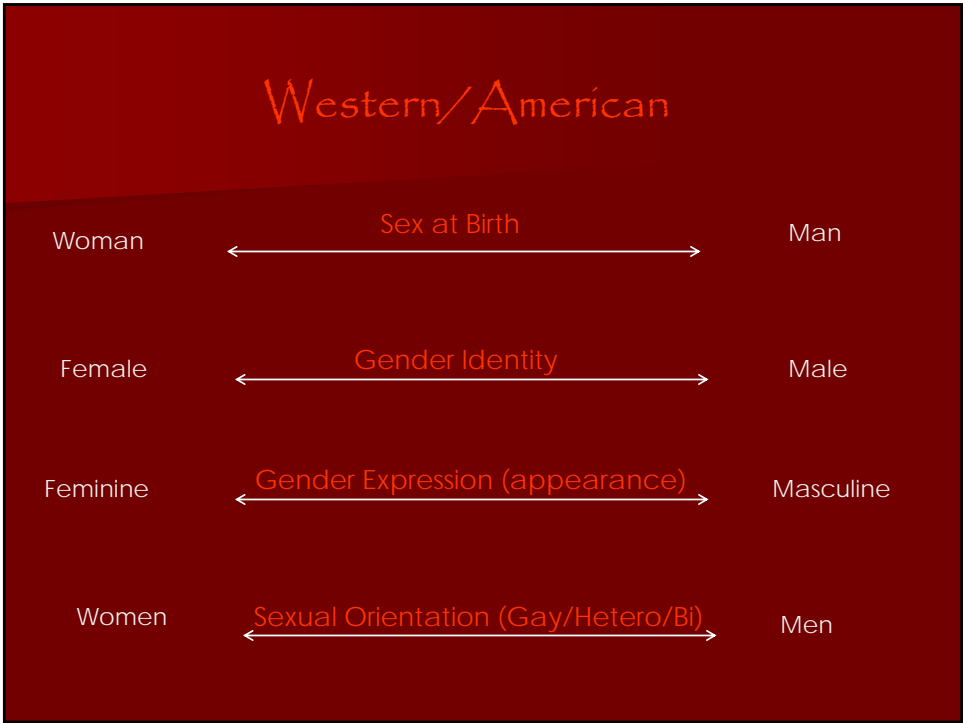 Western/American
Woman Sex at Birth Man
Female Gender Identity Male
Feminine Gender Expression (appearance) Masculine
Women Sexual Orientation (Gay/Hetero/Bi) Men